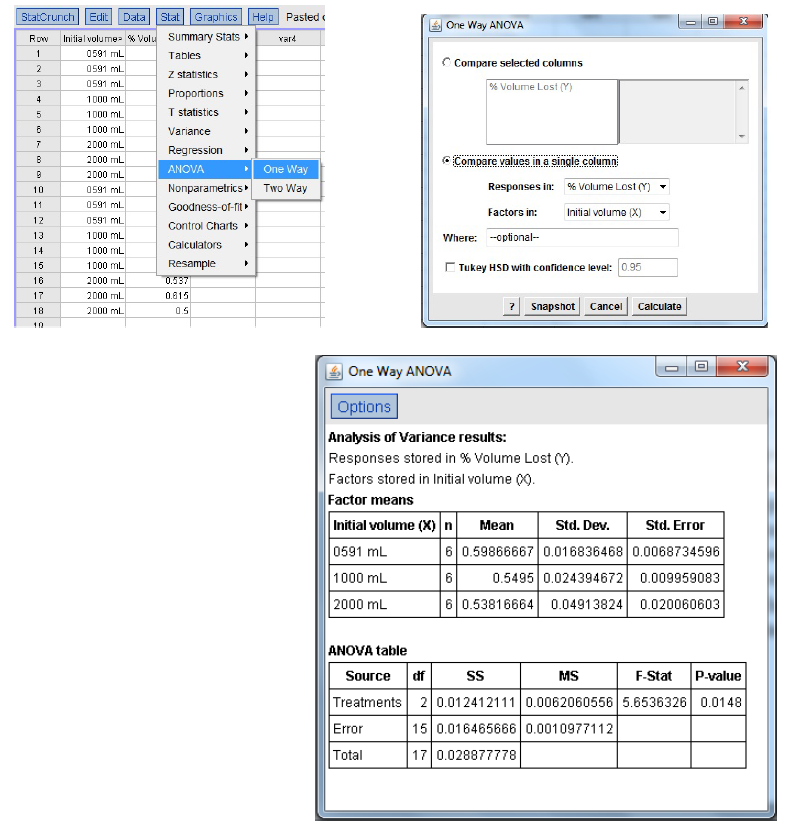 StatCrunch Edit Data Stat Graphics Help Pasted
Row Initial volume % Volu var4
1 0591 mL
2 0591 mL
3 0591 mL
4 1000 mL
5 1000 mL
6 1000 mL
7 2000 mL
8 2000 mL
9 2000 mL
10 0591 mL
11 0591 mL
12 0591 mL
13 1000 mL
14 1000 mL
15 1000 mL
16 2000 mL 0.537
17 2000 mL 0.615
18 2000 mL 0.5
19
Summary Stats
Tables
Z statistics
Proportions
T statistics
Variance
Regression
ANOVA
Nonparametrics
Goodness-of-fit
Control Charts
Calculators
Resample
One Way
Two Way
One Way ANOVA
Compare selected columns
% Volume Lost (Y)
Compare values in a single column
Responses in: % Volume Lost (Y)
Factors in: Initial volume (X)
Where: --optional--
Tukey HSD with confidence level: 0.95
? Snapshot Cancel Calculate
One Way ANOVA
Options
Analysis of Variance results:
Responses stored in % Volume Lost (Y).
Factors stored in Initial volume (X).
Factor means
Initial volume (X) n Mean Std. Dev. Std. Error
0591 mL 6 0.59866667 0.016836468 0.0068734596
1000 mL 6 0.5495 0.024394672 0.009959083
2000 mL 6 0.53816664 0.04913824 0.020060603
ANOVA table
Source df SS MS F-Stat P-value
Treatments 2 0.012412111 0.0062060556 5.6536326 0.0148
Error 15 0.016465666 0.0010977112
Total 17 0.028877778